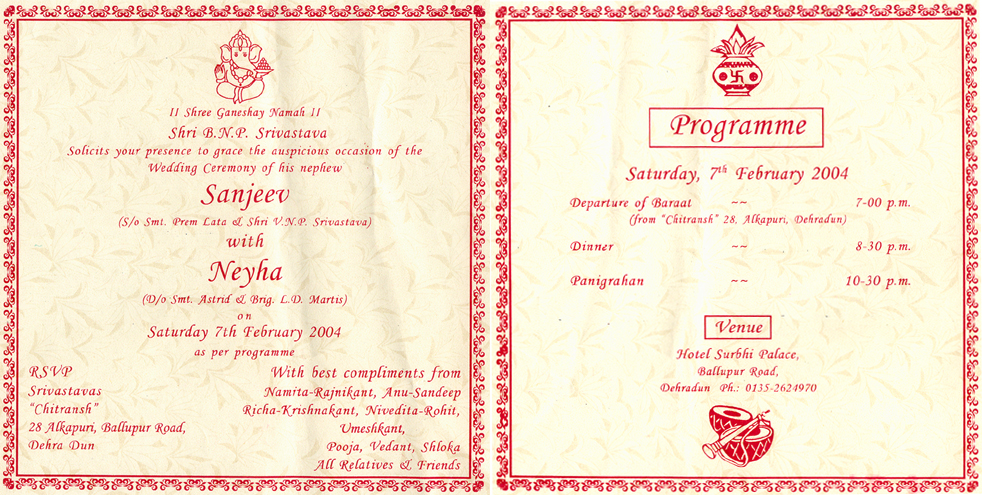 II Shree Ganeshay Namah II
Shri B.N.P. Srivastava
Solicits your presence to grace the auspicious occasion of the
Wedding Ceremony of his nephew
Sanjeev
(S/o Smt. Prem Lata & Shri V.N.P. Srivastava)
with
Neyha
(D/o Smt. Astrid & Brig. L.D. Martis)
on
Saturday 7th February 2004
as per programme
RSVP
Srivastavas
"Chitransh"
28 Alkapuri, Ballupur Road,
Dehra Dun
With best compliments from
Namita-Rajnikant, Anu-Sandeep
Richa-Krishnakant, Nivedita-Rohit,
Umeshkant,
Pooja, Vedant, Shloka
All Relatives & Friends
Programme
Saturday, 7th February 2004
Departure of Baraat ~~ 7-00 p.m.
(from "Chitransh" 28, Alkapuri, Dehradun)
Dinner ~~ 8-30 p.m.
Panigrahan ~~ 10-30 p.m.
Venue
Hotel Surbhi Palace,
Ballupur Road,
Dehradun Ph.: 0135-2624970